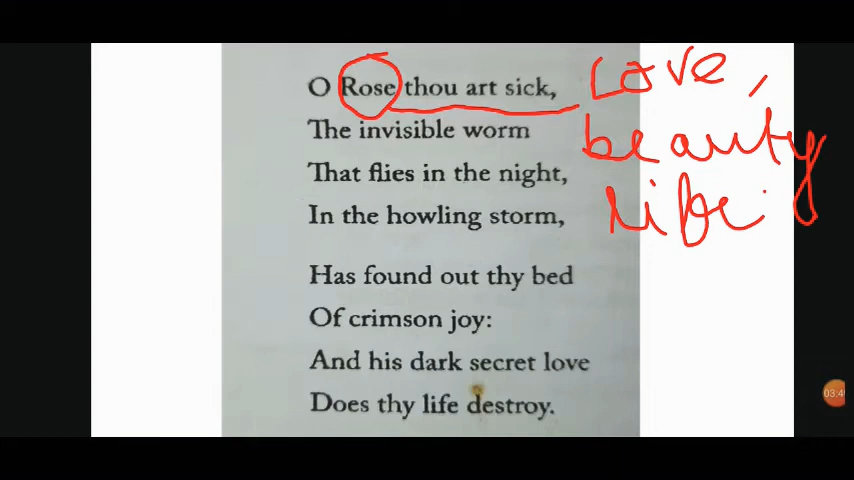 O Rose thou art sick,
The invisible worm
That flies in the night,
In the howling storm,
Has found out thy bed
Of crimson joy:
And his dark secret love
Does thy life destroy.
Love,
beauty
life.